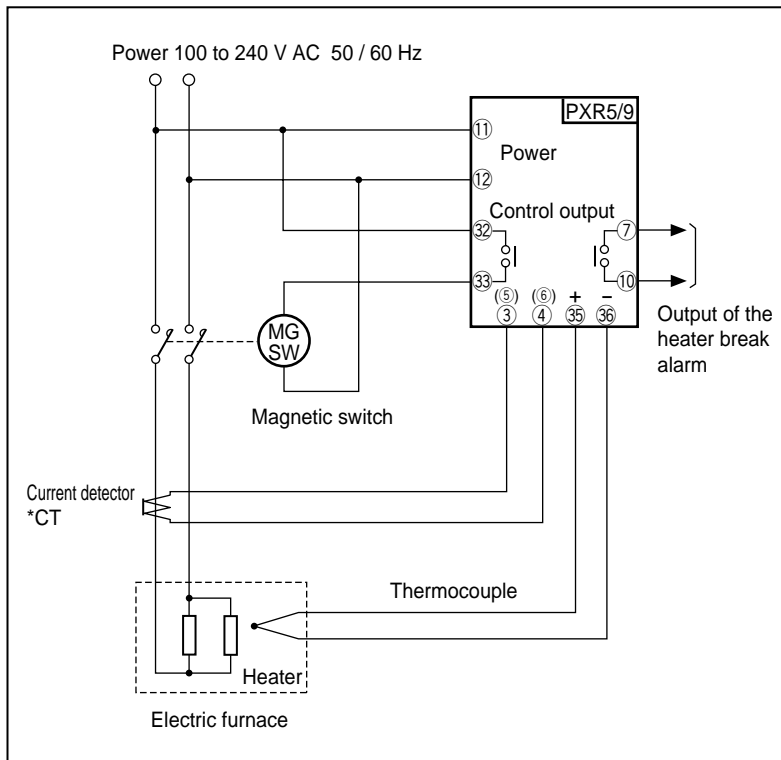 Power 100 to 240 V AC 50 / 60 Hz
PXR5/9
11
Power
12
Control output
32
7
33
10
(⑤) (⑥) + −
3 4 35 36
MG
SW
Output of the
heater break
alarm
Magnetic switch
Current detector
*CT
Thermocouple
Heater
Electric furnace